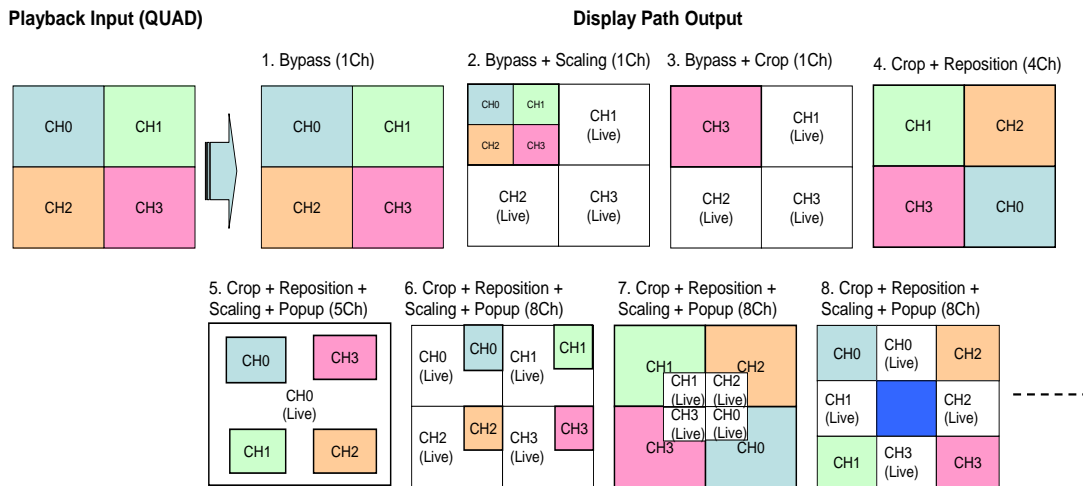 Playback Input (QUAD)
Display Path Output
1. Bypass (1Ch)
2. Bypass + Scaling (1Ch)
3. Bypass + Crop (1Ch)
4. Crop + Reposition (4Ch)
CH0
CH1
CH2
CH3
CH0
CH1
CH2
CH3
CH0
CH1
CH2
CH3
CH1
(Live)
CH2
(Live)
CH3
(Live)
CH3
CH1
(Live)
CH2
(Live)
CH3
(Live)
CH1
CH2
CH3
CH0
5. Crop + Reposition +
Scaling + Popup (5Ch)
6. Crop + Reposition +
Scaling + Popup (8Ch)
7. Crop + Reposition +
Scaling + Popup (8Ch)
8. Crop + Reposition +
Scaling + Popup (8Ch)
CH0
CH3
CH0
(Live)
CH1
CH2
CH0
(Live)
CH0
CH1
(Live)
CH1
CH2
(Live)
CH2
CH3
(Live)
CH3
CH1
CH2
CH1
(Live)
CH2
(Live)
CH3
(Live)
CH0
(Live)
CH3
CH0
CH0
CH0
(Live)
CH2
CH1
(Live)
CH2
(Live)
CH1
CH3
(Live)
CH3